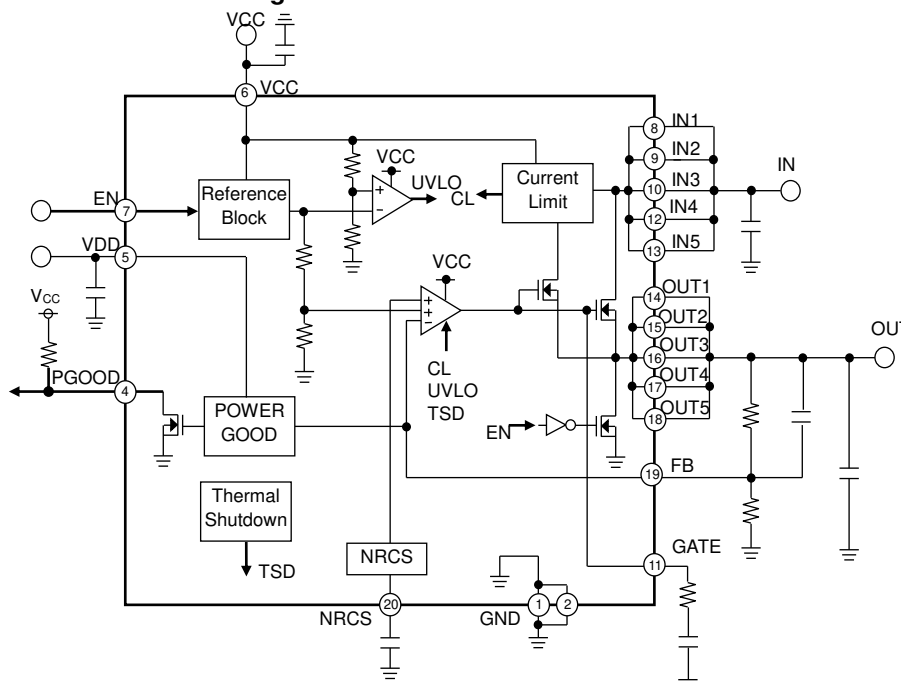 VCC
6
VCC
8
IN1
9
IN2
10
IN3
12
IN4
13
IN5
IN
EN
7
Reference
Block
VCC
+
−
UVLO
CL
Current
Limit
VDD
5
VCC
+
+
−
CL
UVLO
TSD
14
OUT1
15
OUT2
16
OUT3
17
OUT4
18
OUT5
VCC
PGOOD
4
POWER
GOOD
EN
19
FB
Thermal
Shutdown
TSD
NRCS
11
GATE
NRCS
20
GND
1
2